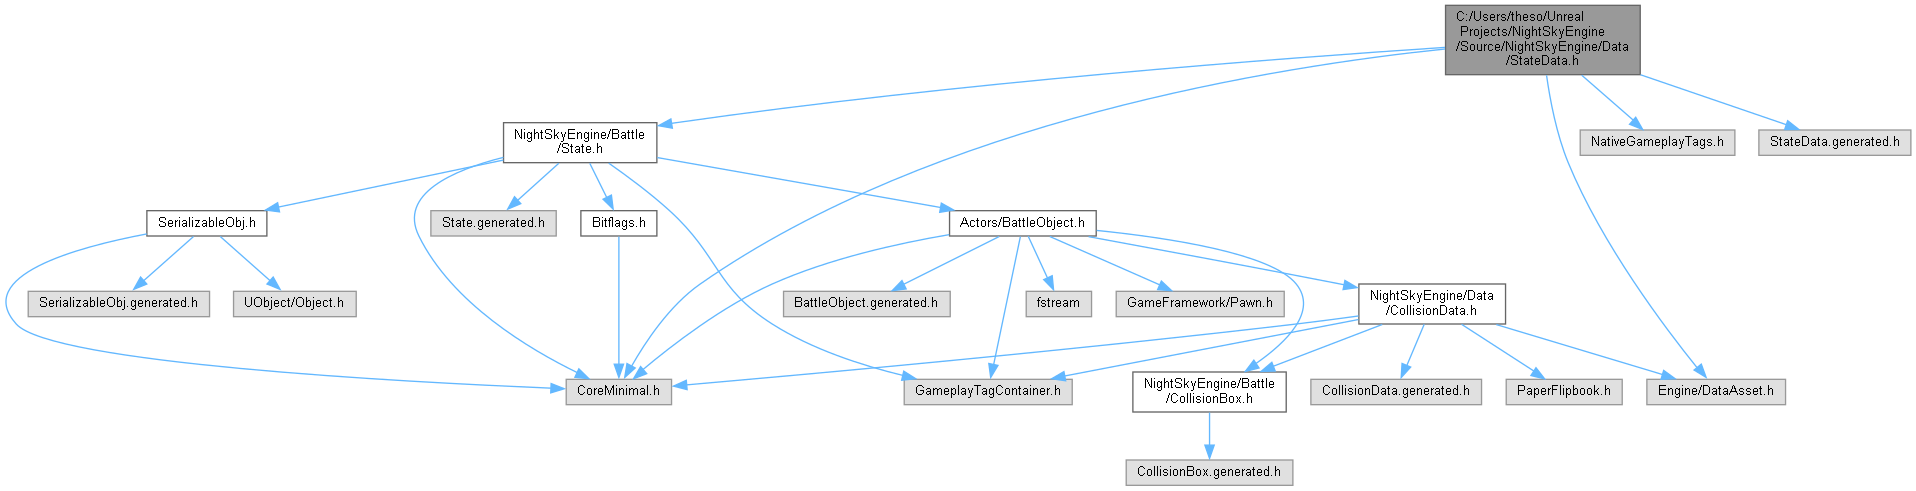 C:/Users/theso/Unreal
Projects/NightSkyEngine
/Source/NightSkyEngine/Data
/StateData.h
NightSkyEngine/Battle
/State.h
NativeGameplayTags.h
StateData.generated.h
SerializableObj.h
State.generated.h
Bitflags.h
Actors/BattleObject.h
SerializableObj.generated.h
UObject/Object.h
BattleObject.generated.h
fstream
GameFramework/Pawn.h
NightSkyEngine/Data
/CollisionData.h
CoreMinimal.h
GameplayTagContainer.h
NightSkyEngine/Battle
/CollisionBox.h
CollisionData.generated.h
PaperFlipbook.h
Engine/DataAsset.h
CollisionBox.generated.h